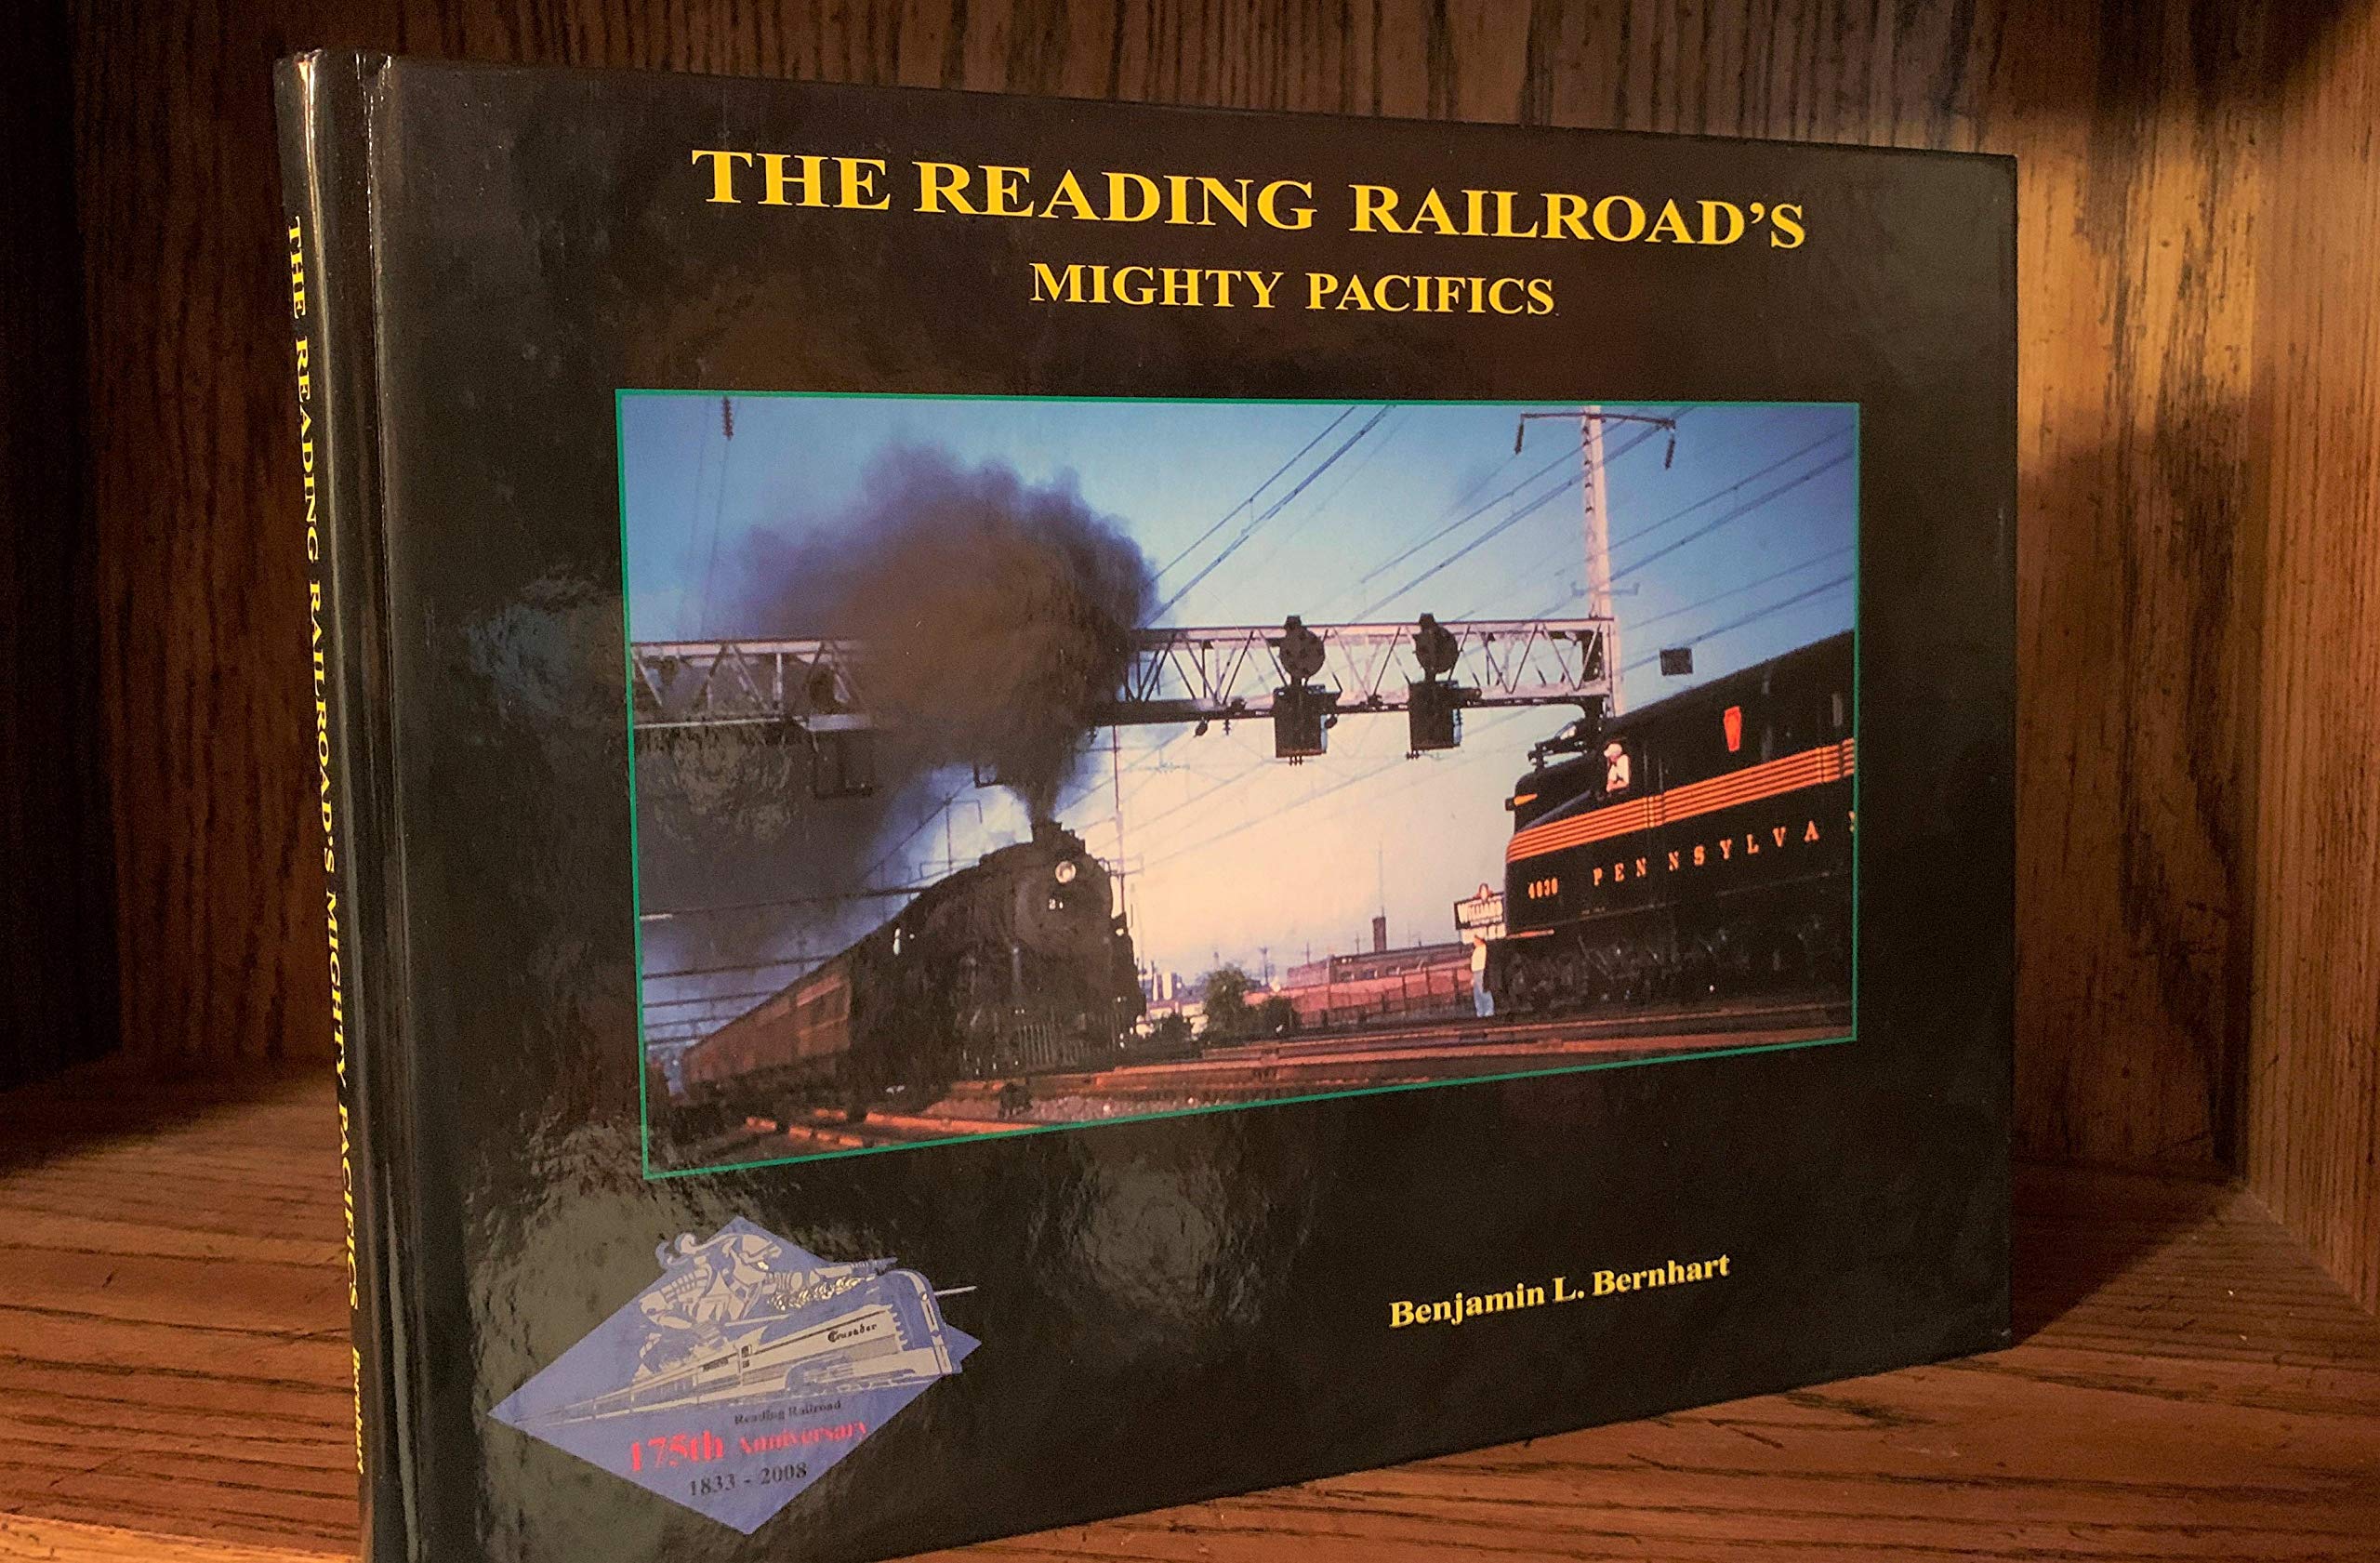 THE READING RAILROAD'S
MIGHTY PACIFICS
PENNSYLVA
Benjamin L. Bernhart
Crusader
Reading Railroad
175th Anniversary
1833 - 2008
THE READING RAILROAD'S MIGHTY PACIFICS Bernhart